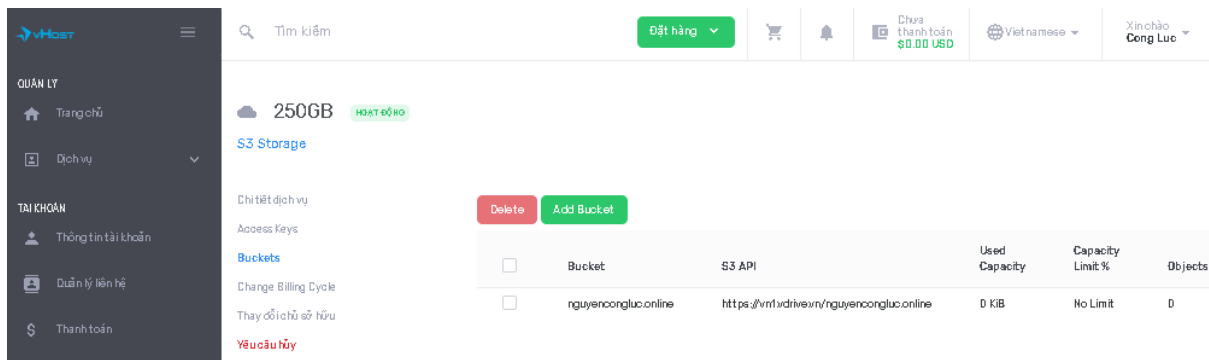 vHost
Tìm kiếm
Đặt hàng
Chưa
thanh toán
$0.00 USD
Vietnamese
Xin chào
Cong Luc
QUẢN LÝ
Trang chủ
Dịch vụ
TÀI KHOẢN
Thông tin tài khoản
Quản lý liên hệ
Thanh toán
250GB
HOẠT ĐỘNG
S3 Storage
Chi tiết dịch vụ
Access Keys
Buckets
Change Billing Cycle
Thay đổi chủ sở hữu
Yêu cầu hủy
Delete
Add Bucket
Bucket
S3 API
Used
Capacity
Capacity
Limit %
Objects
nguyencongluc.online
https://vn1.vdrive.vn/nguyencongluc.online
0 KiB
No Limit
0